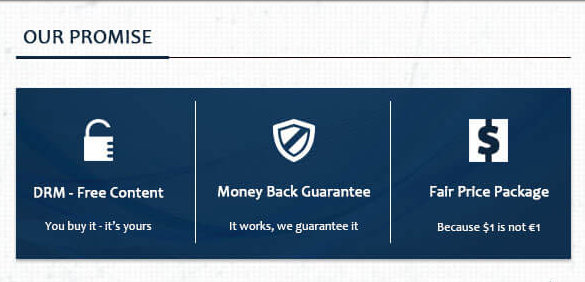 OUR PROMISE
DRM - Free Content
Money Back Guarantee
Fair Price Package
You buy it - it's yours
It works, we guarantee it
Because $1 is not €1